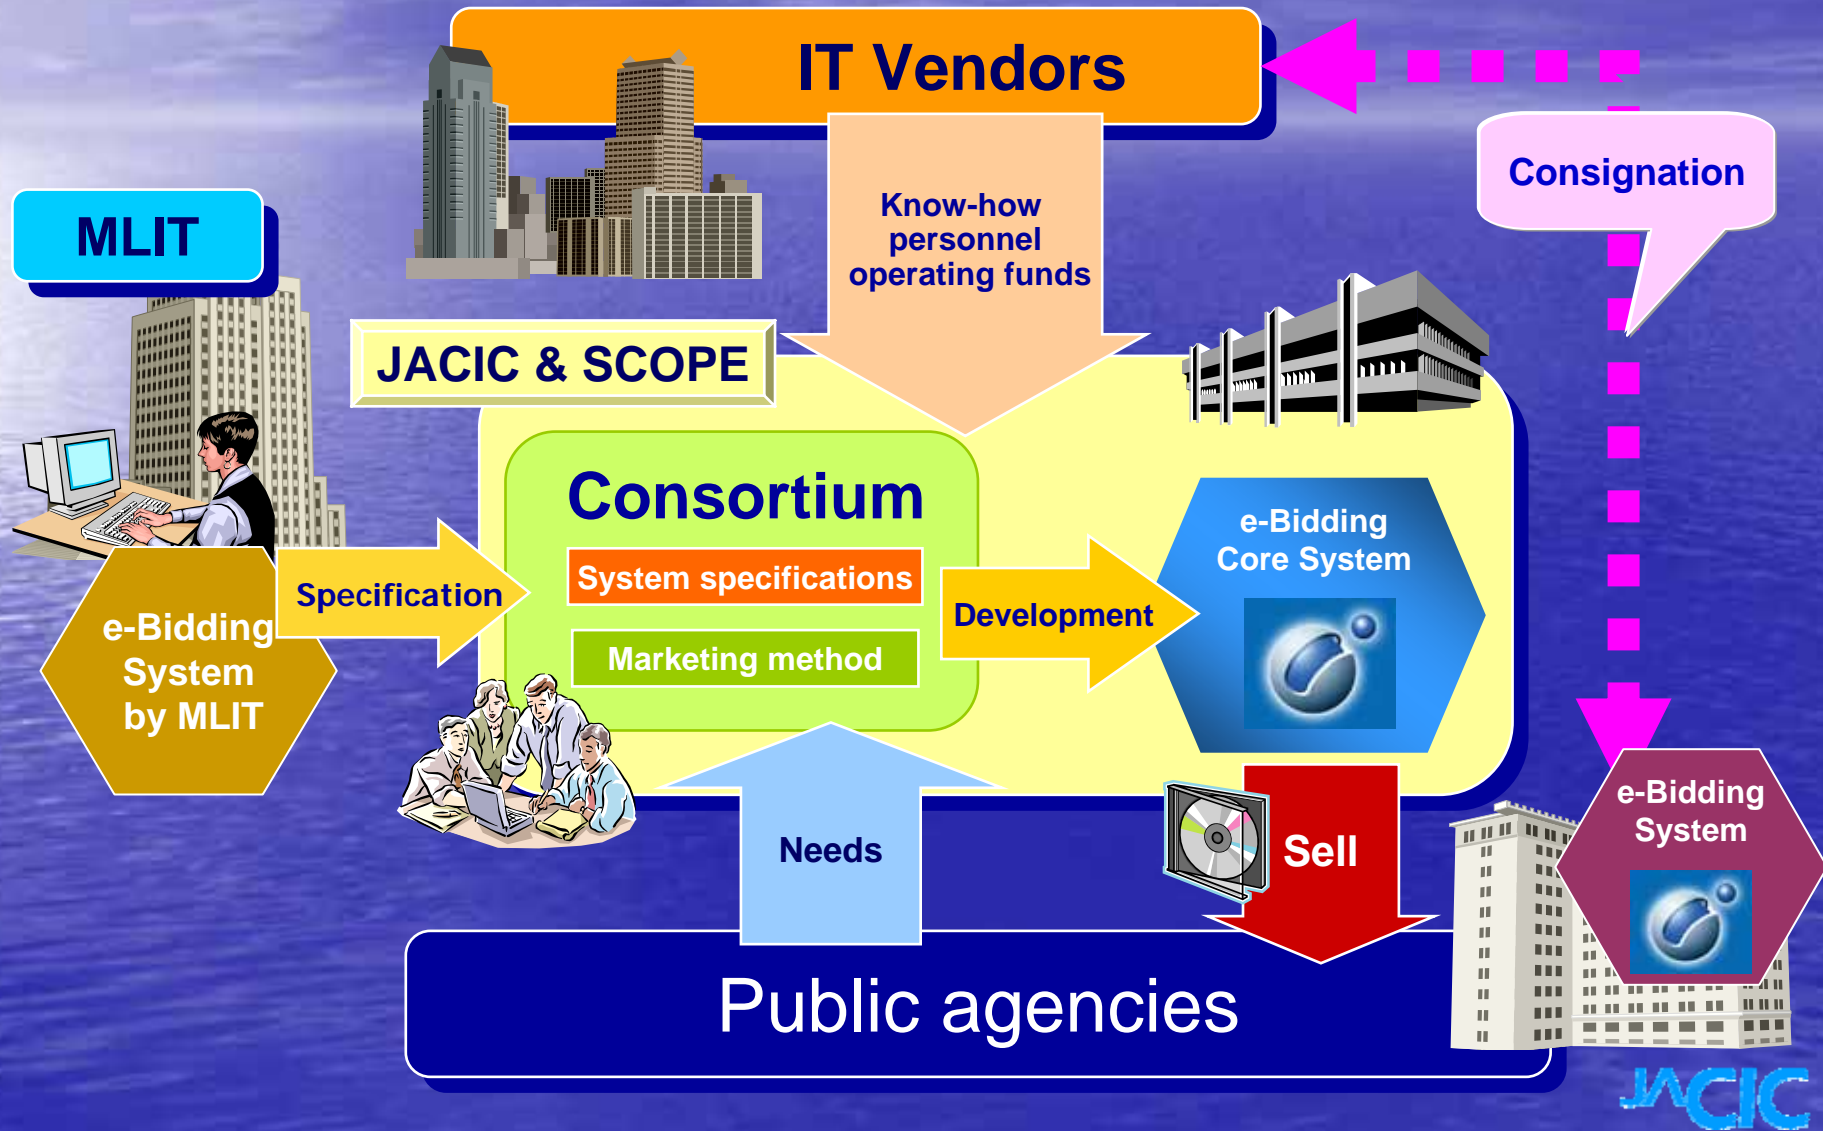 IT Vendors
Consignation
MLIT
Know-how
personnel
operating funds
JACIC & SCOPE
Consortium
System specifications
Marketing method
Specification
Development
e-Bidding
Core System
e-Bidding
System
by MLIT
Needs
Sell
e-Bidding
System
Public agencies
JACIC